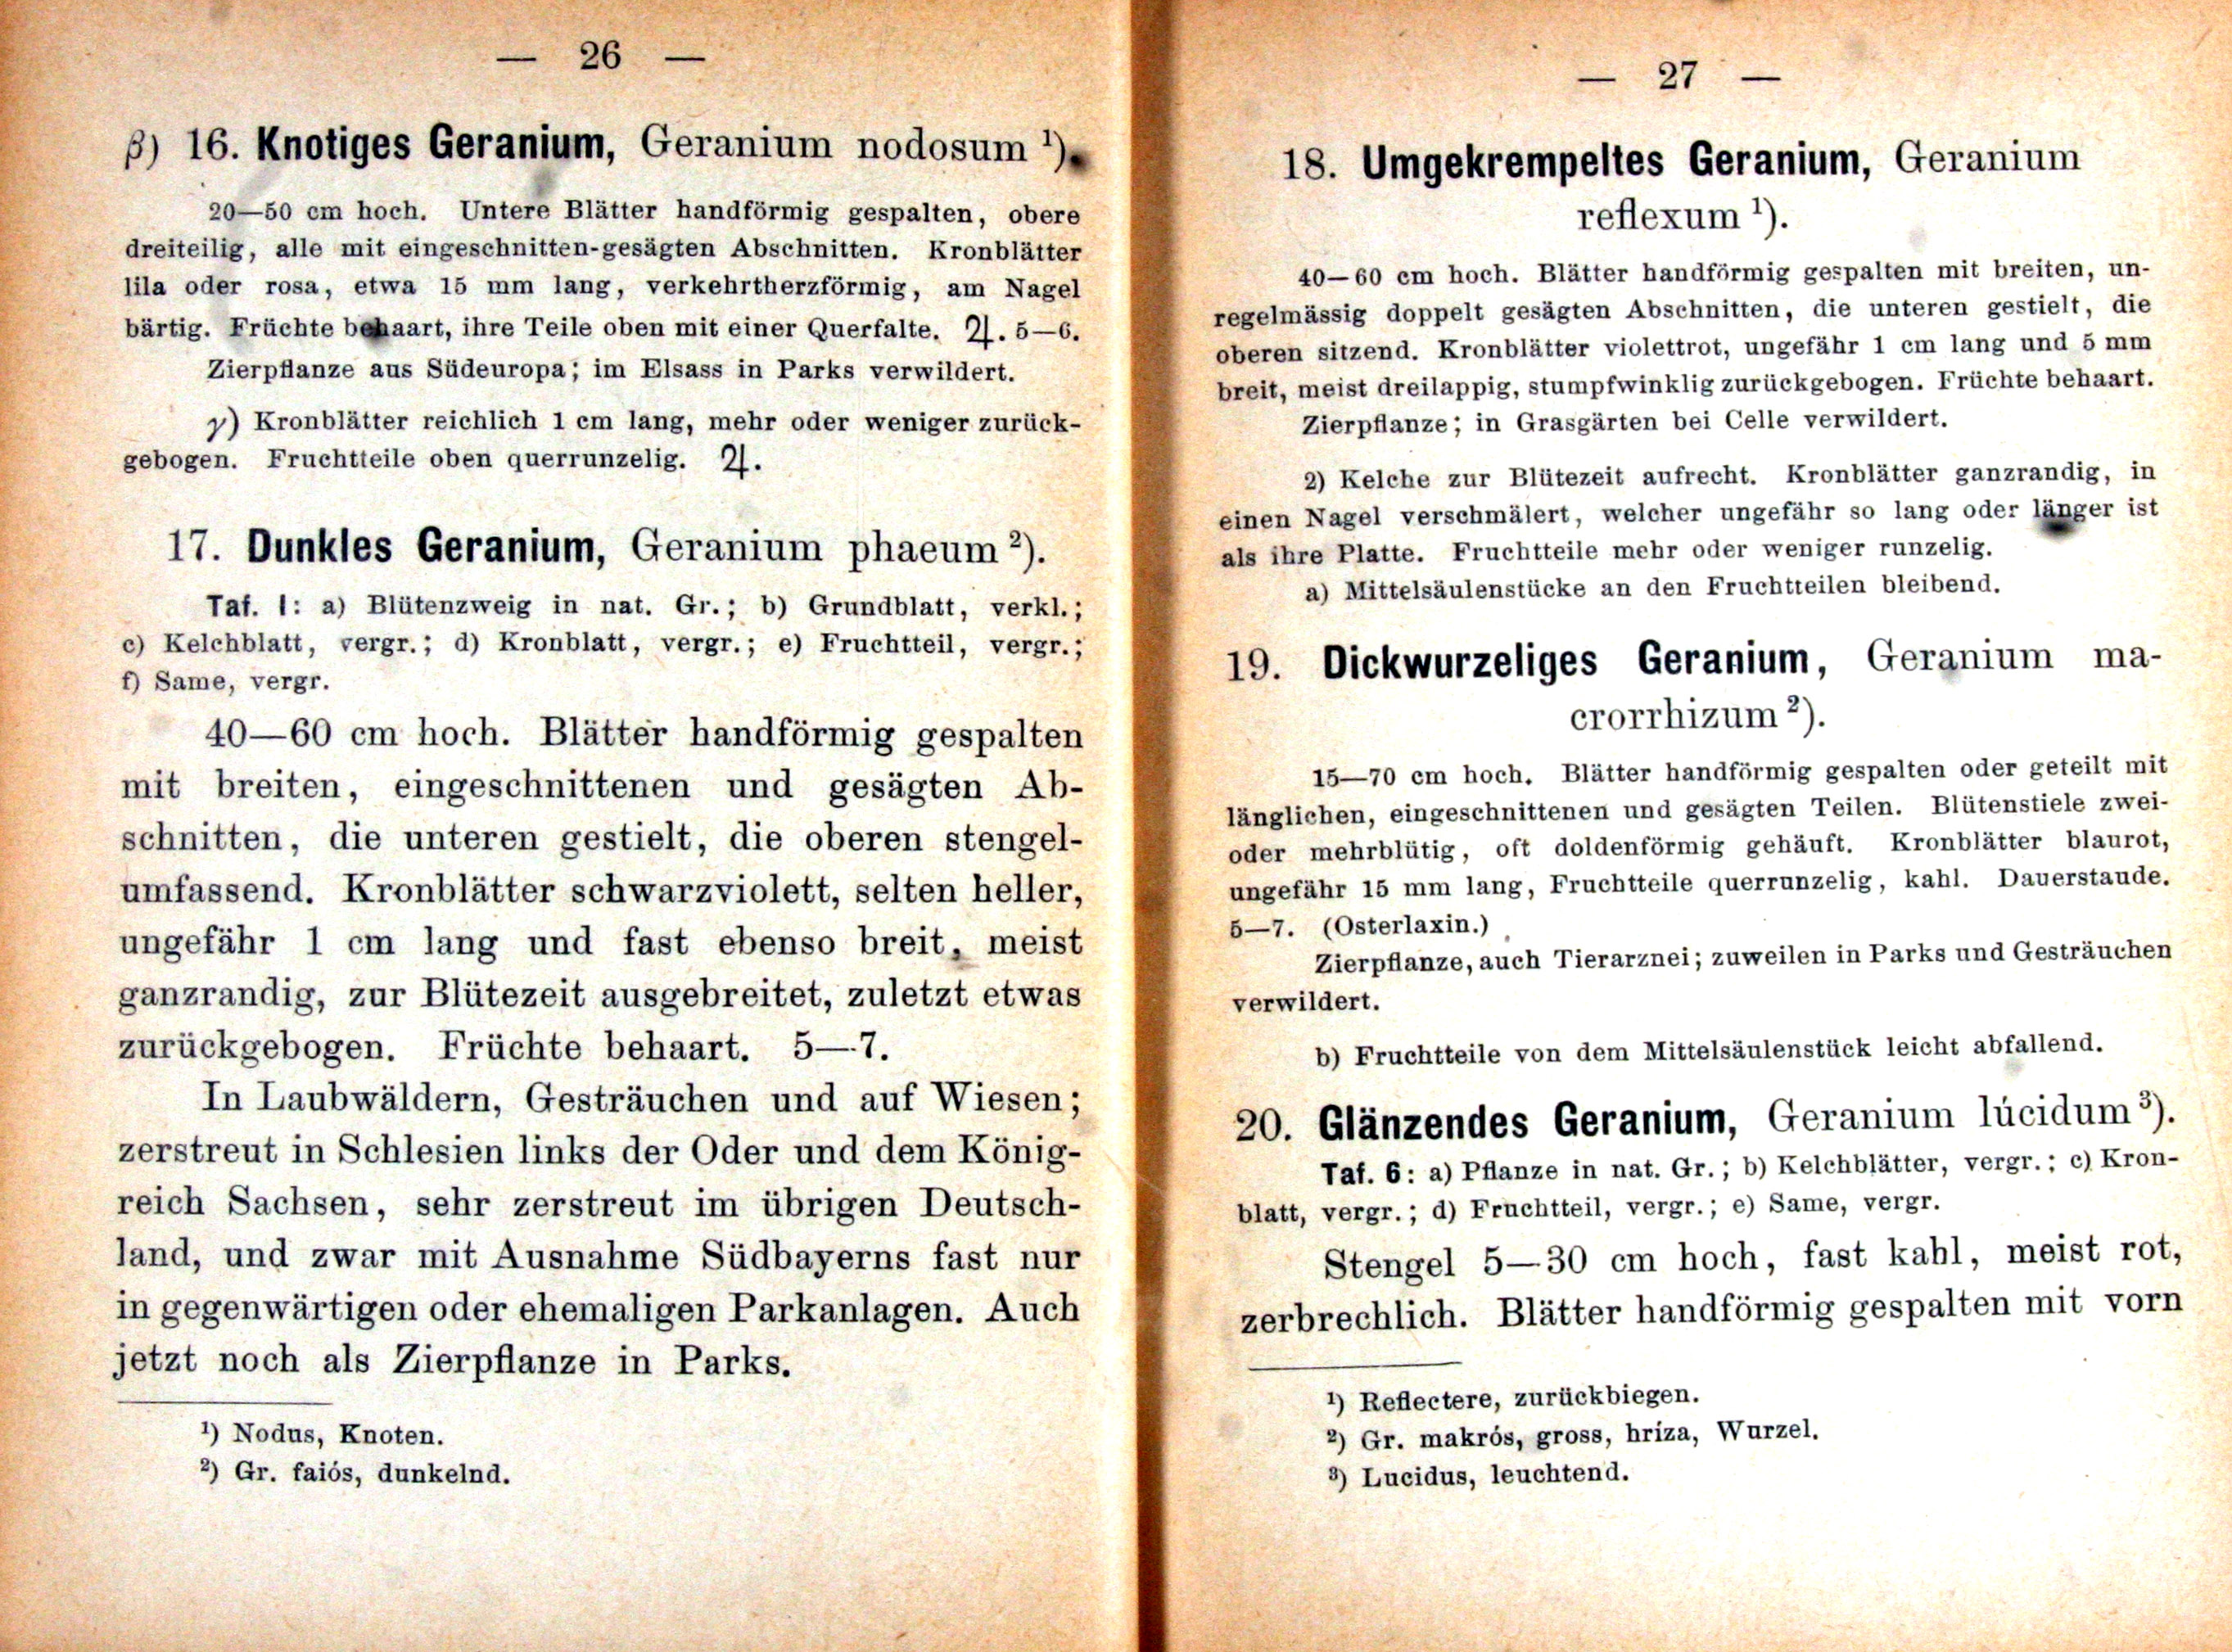 — 26 —
β) 16. Knotiges Geranium, Geranium nodosum ¹).
20—50 cm hoch. Untere Blätter handförmig gespalten, obere
dreiteilig, alle mit eingeschnitten-gesägten Abschnitten. Kronblätter
lila oder rosa, etwa 15 mm lang, verkehrtherzförmig, am Nagel
bärtig. Früchte behaart, ihre Teile oben mit einer Querfalte. ♃. 5—6.
Zierpflanze aus Südeuropa; im Elsass in Parks verwildert.
γ) Kronblätter reichlich 1 cm lang, mehr oder weniger zurück-
gebogen. Fruchtteile oben querrunzelig. ♃.
17. Dunkles Geranium, Geranium phaeum ²).
Taf. 1: a) Blütenzweig in nat. Gr.; b) Grundblatt, verkl.;
c) Kelchblatt, vergr.; d) Kronblatt, vergr.; e) Fruchtteil, vergr.;
f) Same, vergr.
40—60 cm hoch. Blätter handförmig gespalten
mit breiten, eingeschnittenen und gesägten Ab-
schnitten, die unteren gestielt, die oberen stengel-
umfassend. Kronblätter schwarzviolett, selten heller,
ungefähr 1 cm lang und fast ebenso breit, meist
ganzrandig, zur Blütezeit ausgebreitet, zuletzt etwas
zurückgebogen. Früchte behaart. 5—7.
In Laubwäldern, Gesträuchen und auf Wiesen;
zerstreut in Schlesien links der Oder und dem König-
reich Sachsen, sehr zerstreut im übrigen Deutsch-
land, und zwar mit Ausnahme Südbayerns fast nur
in gegenwärtigen oder ehemaligen Parkanlagen. Auch
jetzt noch als Zierpflanze in Parks.
¹) Nodus, Knoten.
²) Gr. faiós, dunkelnd.
— 27 —
18. Umgekrempeltes Geranium, Geranium
reflexum ¹).
40—60 cm hoch. Blätter handförmig gespalten mit breiten, un-
regelmässig doppelt gesägten Abschnitten, die unteren gestielt, die
oberen sitzend. Kronblätter violettrot, ungefähr 1 cm lang und 5 mm
breit, meist dreilappig, stumpfwinklig zurückgebogen. Früchte behaart.
Zierpflanze; in Grasgärten bei Celle verwildert.
2) Kelche zur Blütezeit aufrecht. Kronblätter ganzrandig, in
einen Nagel verschmälert, welcher ungefähr so lang oder länger ist
als ihre Platte. Fruchtteile mehr oder weniger runzelig.
a) Mittelsäulenstücke an den Fruchtteilen bleibend.
19. Dickwurzeliges Geranium, Geranium ma-
crorrhizum ²).
15—70 cm hoch. Blätter handförmig gespalten oder geteilt mit
länglichen, eingeschnittenen und gesägten Teilen. Blütenstiele zwei-
oder mehrblütig, oft doldenförmig gehäuft. Kronblätter blaurot,
ungefähr 15 mm lang, Fruchtteile querrunzelig, kahl. Dauerstaude.
5—7. (Osterlaxin.)
Zierpflanze, auch Tierarznei; zuweilen in Parks und Gesträuchen
verwildert.
b) Fruchtteile von dem Mittelsäulenstück leicht abfallend.
20. Glänzendes Geranium, Geranium lúcidum ³).
Taf. 6: a) Pflanze in nat. Gr.; b) Kelchblätter, vergr.; c) Kron-
blatt, vergr.; d) Fruchtteil, vergr.; e) Same, vergr.
Stengel 5—30 cm hoch, fast kahl, meist rot,
zerbrechlich. Blätter handförmig gespalten mit vorn
¹) Reflectere, zurückbiegen.
²) Gr. makrós, gross, hriza, Wurzel.
³) Lucidus, leuchtend.